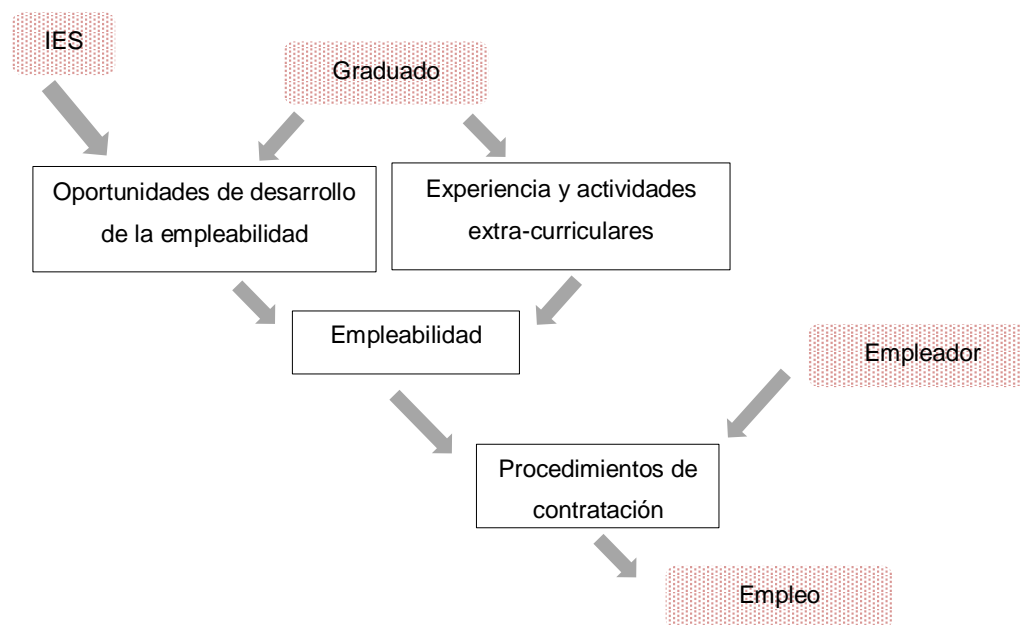 IES
Graduado
Oportunidades de desarrollo
de la empleabilidad
Experiencia y actividades
extra-curriculares
Empleabilidad
Empleador
Procedimientos de
contratación
Empleo